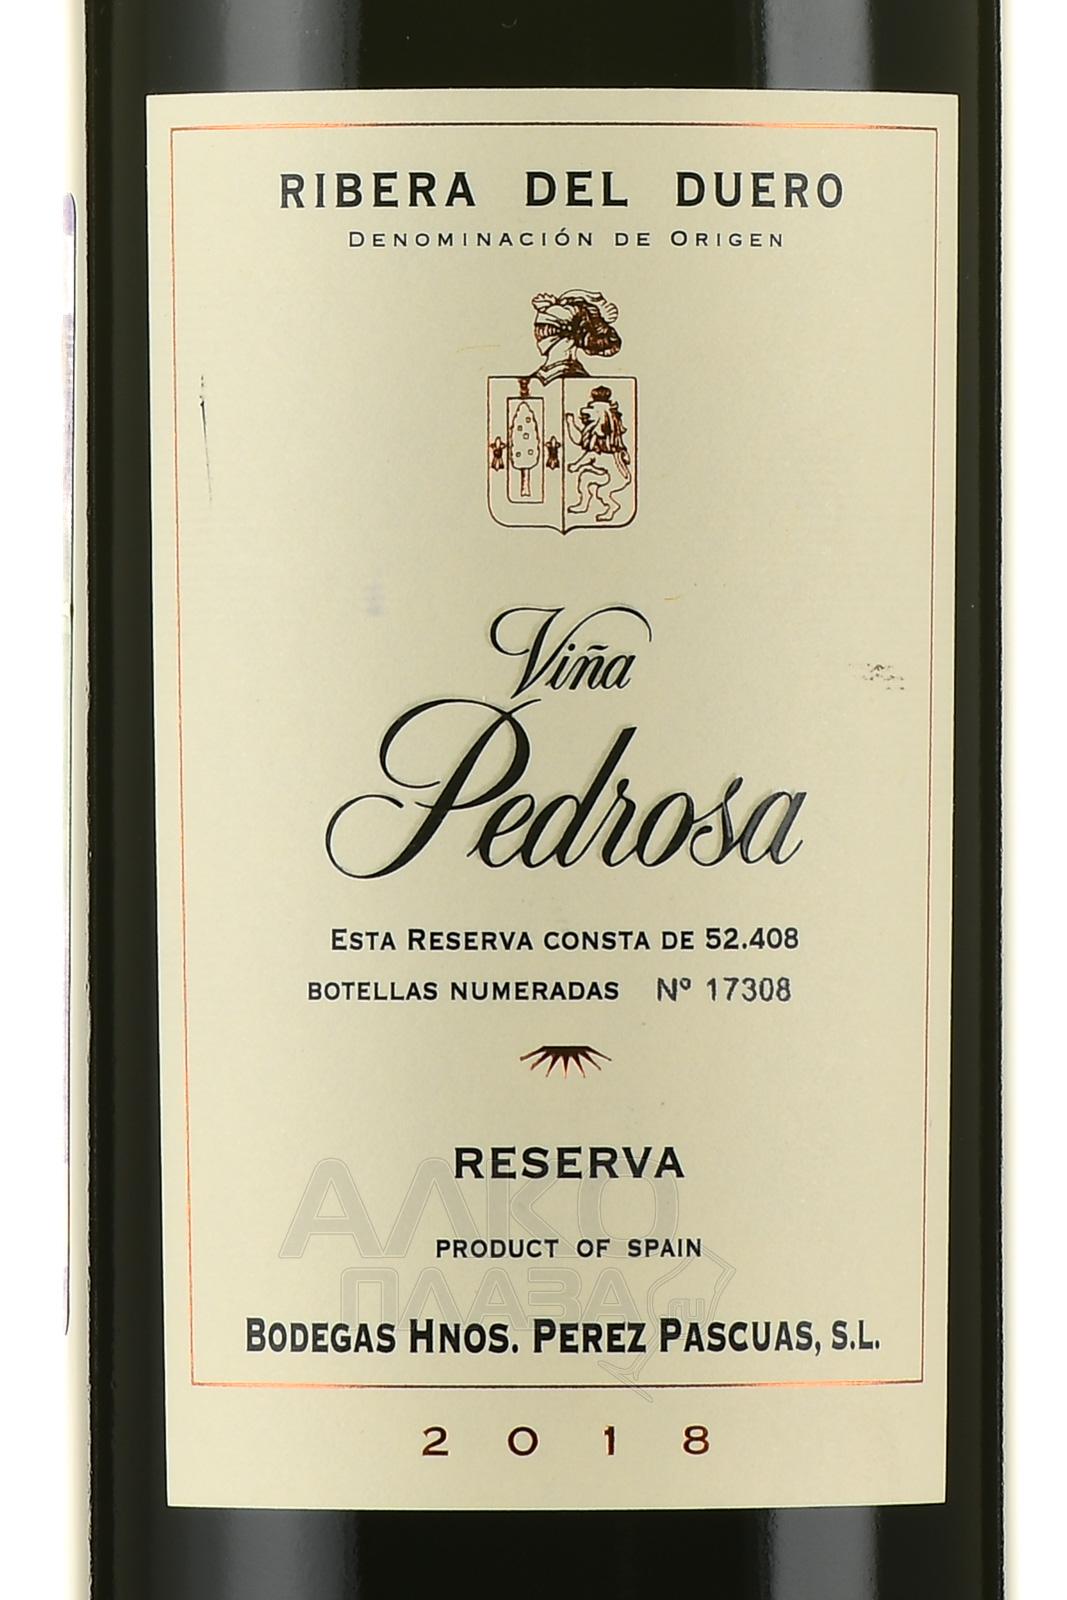 RIBERA DEL DUERO
DENOMINACIÓN DE ORIGEN
Viña
Pedrosa
ESTA RESERVA CONSTA DE 52.408
BOTELLAS NUMERADAS Nº 17308
RESERVA
АЛКО
PRODUCT OF SPAIN
ПЛАЗА.ru
BODEGAS HNOS. PEREZ PASCUAS, S.L.
2018